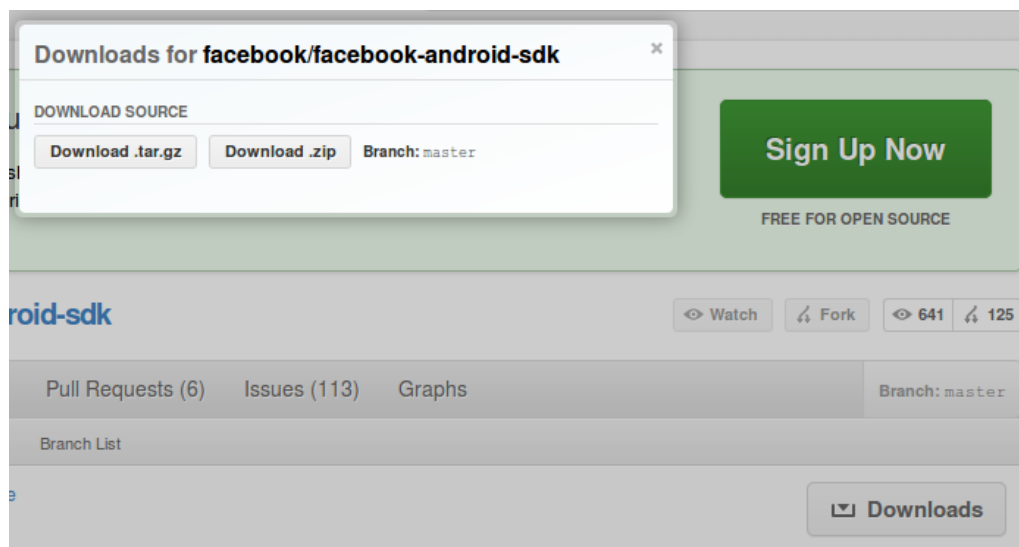 Downloads for facebook/facebook-android-sdk ×
DOWNLOAD SOURCE
Download .tar.gz Download .zip Branch: master
Sign Up Now
FREE FOR OPEN SOURCE
roid-sdk
Watch Fork 641 125
Pull Requests (6) Issues (113) Graphs Branch: master
Branch List
Downloads